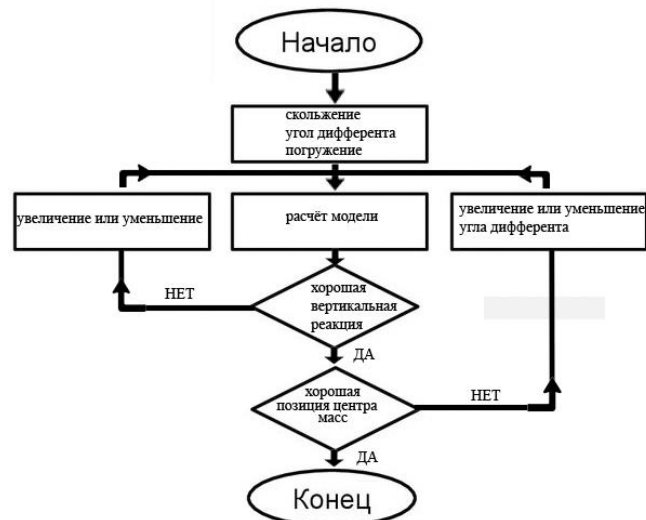 Начало
скольжение
угол дифферента
погружение
увеличение или уменьшение
расчёт модели
увеличение или уменьшение
угла дифферента
хорошая
вертикальная
реакция
НЕТ
ДА
хорошая
позиция центра
масс
НЕТ
ДА
Конец